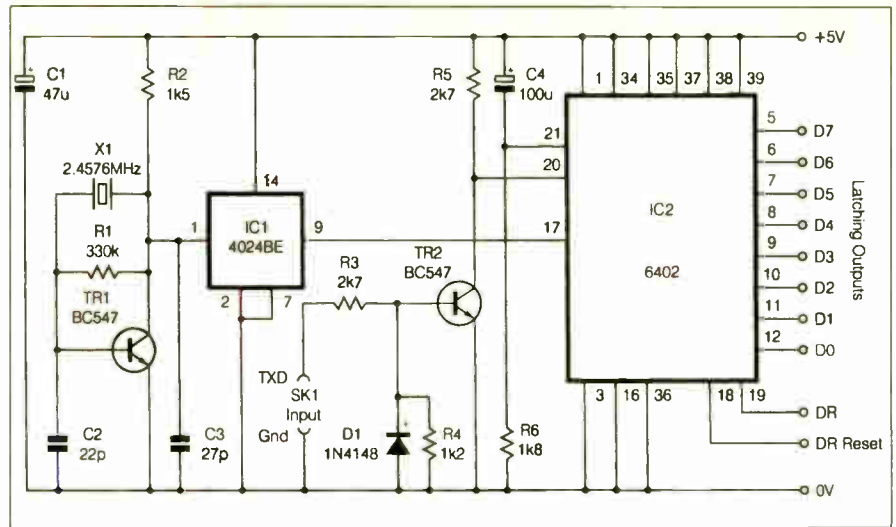 +5V
C1
47u
R2
1k5
R5
2k7
C4
100u
1 34 35 37 38 39
X1
2.4576MHz
14
21
20
17
5 D7
6 D6
7 D5
8 D4
9 D3
10 D2
11 D1
12 D0
Latching Outputs
IC2
6402
1
IC1
4024BE
9
2 7
R1
330k
TR1
BC547
R3
2k7
TR2
BC547
TXD
SK1
Input
Gnd
D1
1N4148
R4
1k2
R6
1k8
C2
22p
C3
27p
3 16 36 18 19
DR
DR Reset
0V